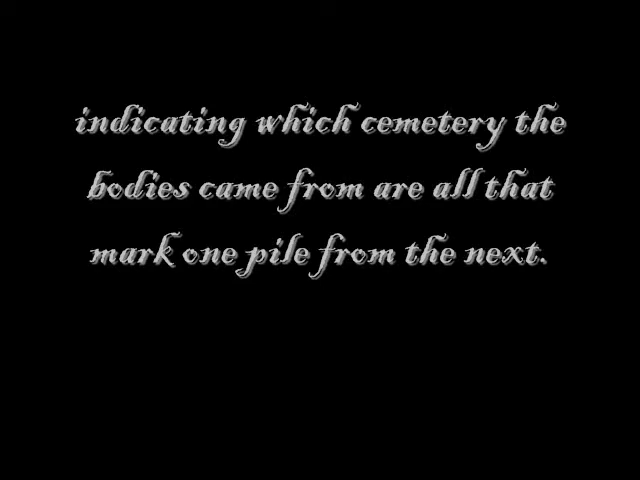 indicating which cemetery the
bodies came from are all that
mark one pile from the next.